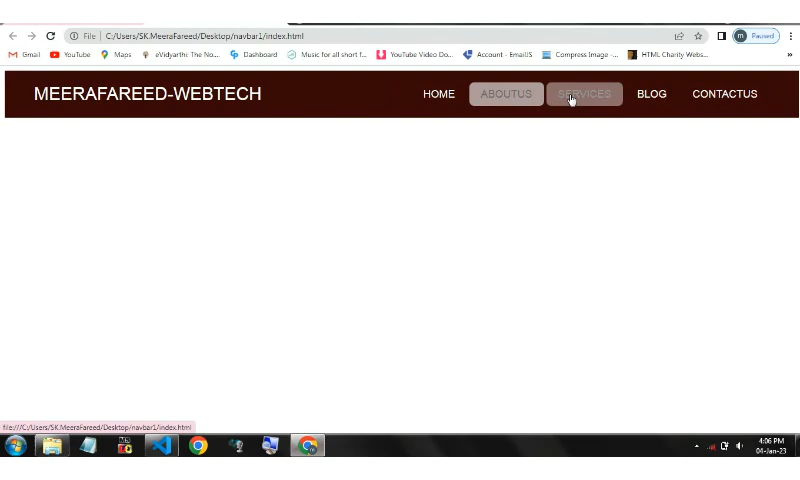 File | C:/Users/SK.MeeraFareed/Desktop/navbar1/index.html
m Paused
Gmail YouTube Maps eVidyarthi: The No... Dashboard Music for all short f... YouTube Video Do... Account - EmailJS Compress Image -... HTML Charity Webs... »
MEERAFAREED-WEBTECH HOME ABOUTUS SERVICES BLOG CONTACTUS
file:///C:/Users/SK.MeeraFareed/Desktop/navbar1/index.html
4:06 PM
04-Jan-23